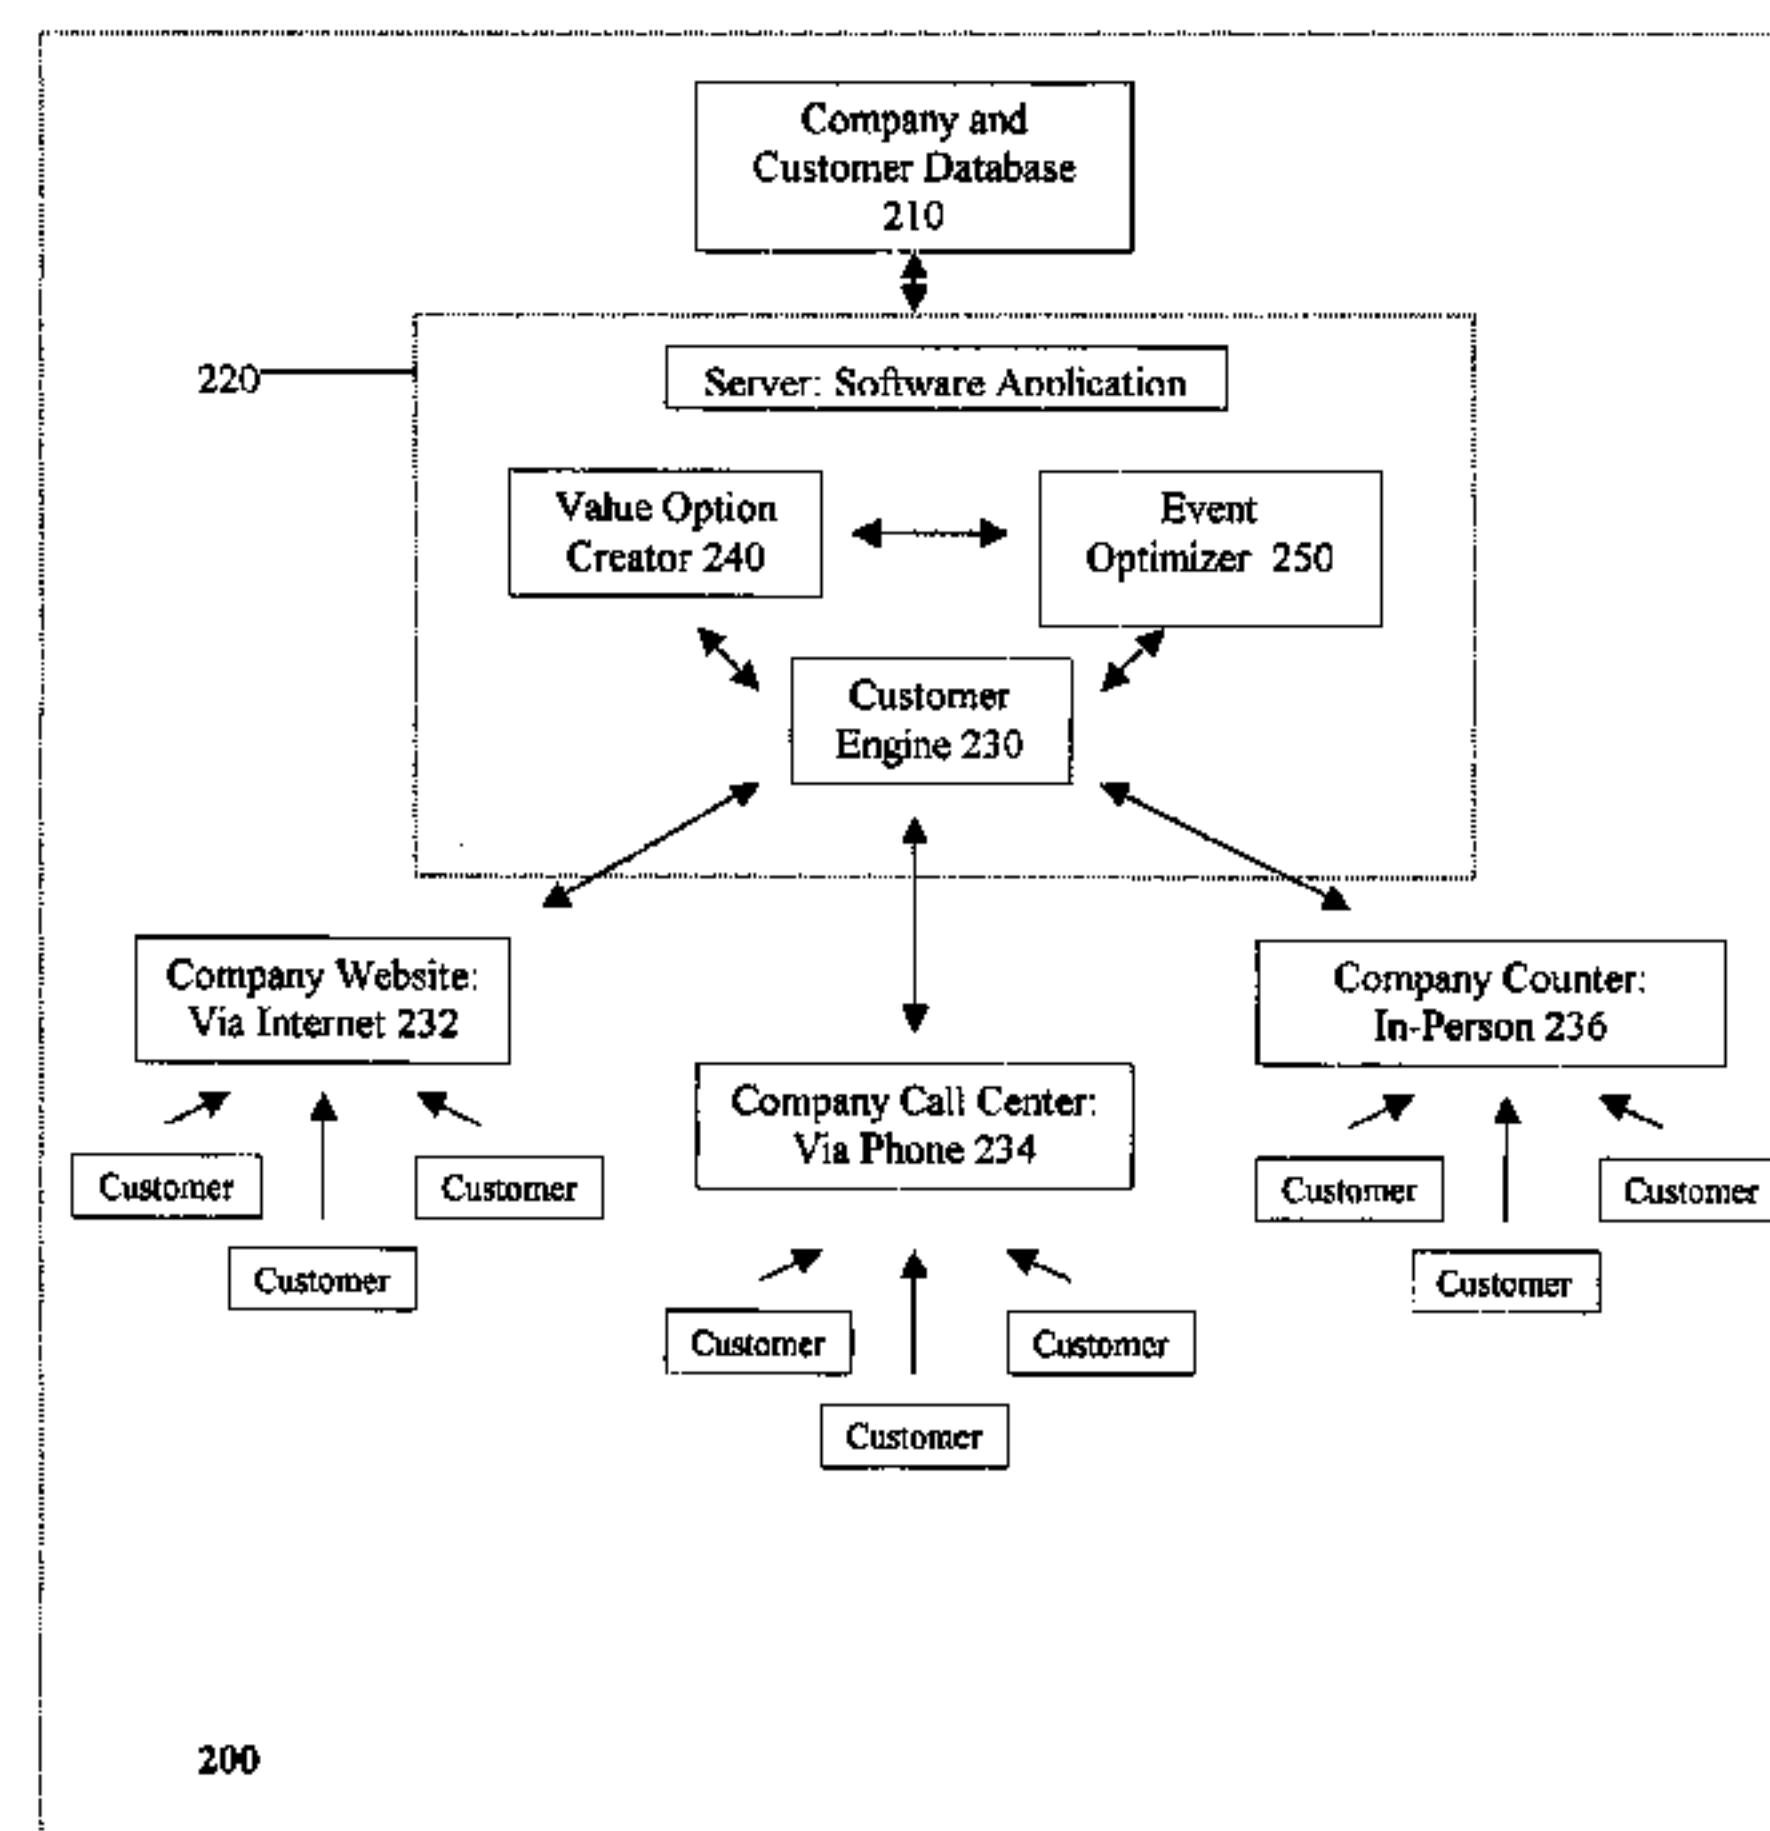 Company and
Customer Database
210
220
Server: Software Application
Value Option
Creator 240
Event
Optimizer 250
Customer
Engine 230
Company Website:
Via Internet 232
Company Call Center:
Via Phone 234
Company Counter:
In-Person 236
Customer
Customer
Customer
Customer
Customer
Customer
Customer
Customer
Customer
200